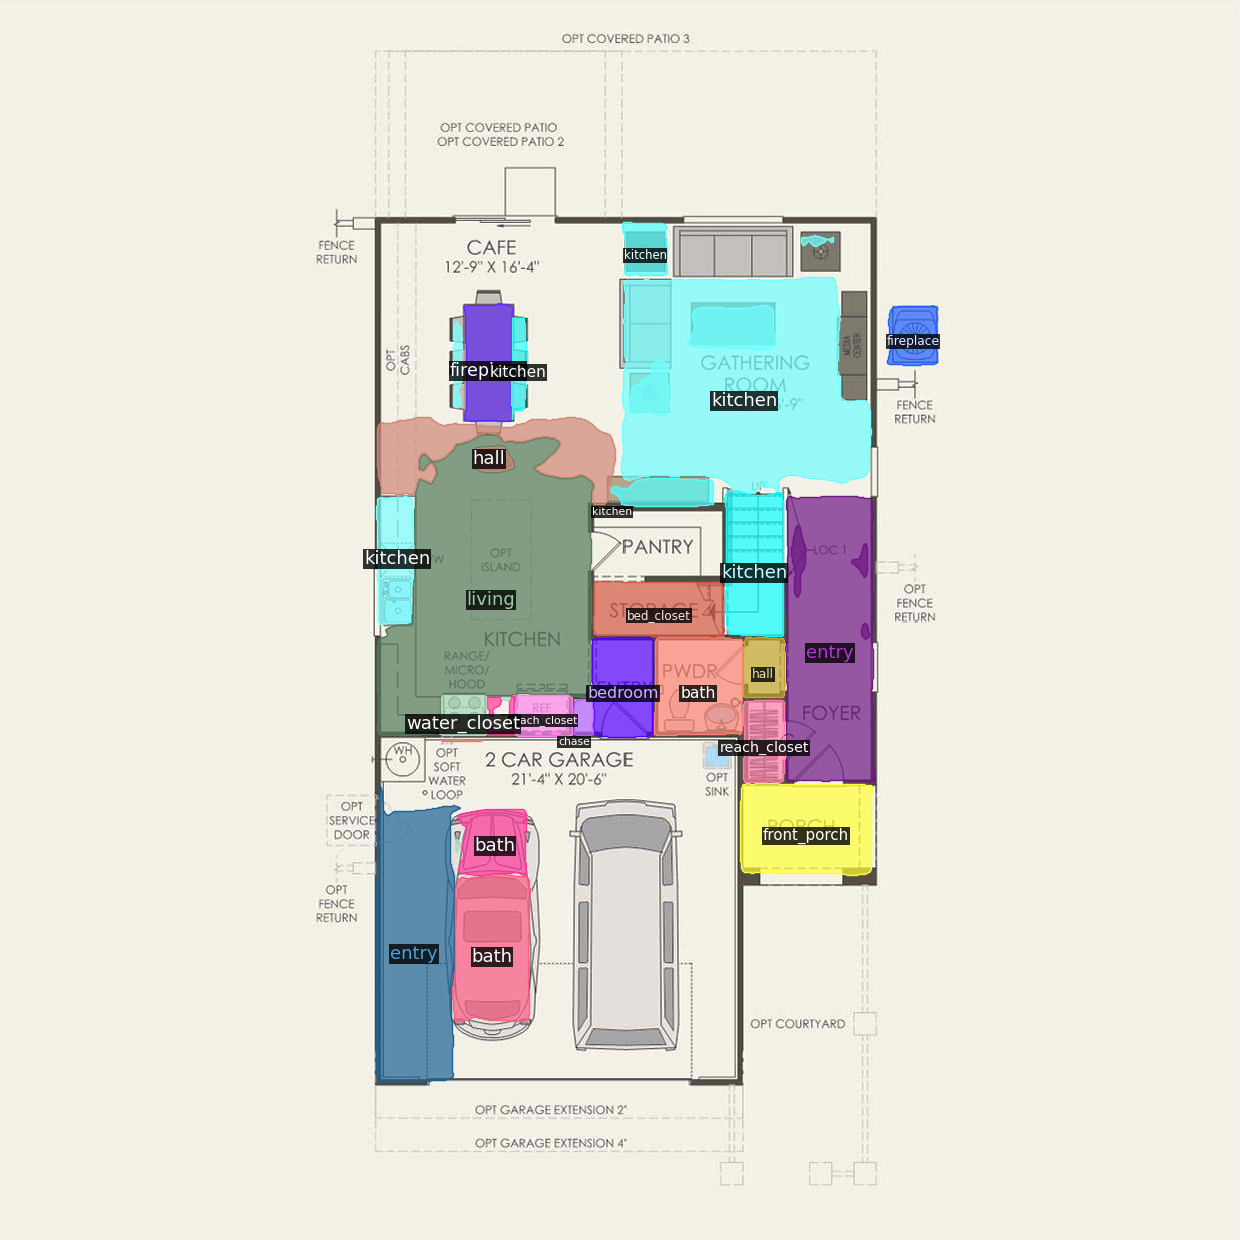 OPT COVERED PATIO 3
OPT COVERED PATIO
OPT COVERED PATIO 2
FENCE
RETURN
CAFE
12'-9" X 16'-4"
kitchen
OPT
CABS
kitchen
GATHERING
ROOM
kitchen
MEDIA
CENTER
fireplace
FENCE
RETURN
hall
UP
kitchen
kitchen
OPT
ISLAND
living
KITCHEN
PANTRY
kitchen
LOC 1
OPT
FENCE
RETURN
STORAGE
bed_closet
entry
RANGE/
MICRO/
HOOD
bedroom
PWDR
bath
hall
FOYER
water_closet
REF
chase
reach_closet
WH
OPT
SOFT
WATER
LOOP
2 CAR GARAGE
21'-4" X 20'-6"
OPT
SINK
OPT
SERVICE
DOOR
bath
PORCH
front_porch
OPT
FENCE
RETURN
entry
bath
OPT COURTYARD
OPT GARAGE EXTENSION 2"
OPT GARAGE EXTENSION 4"